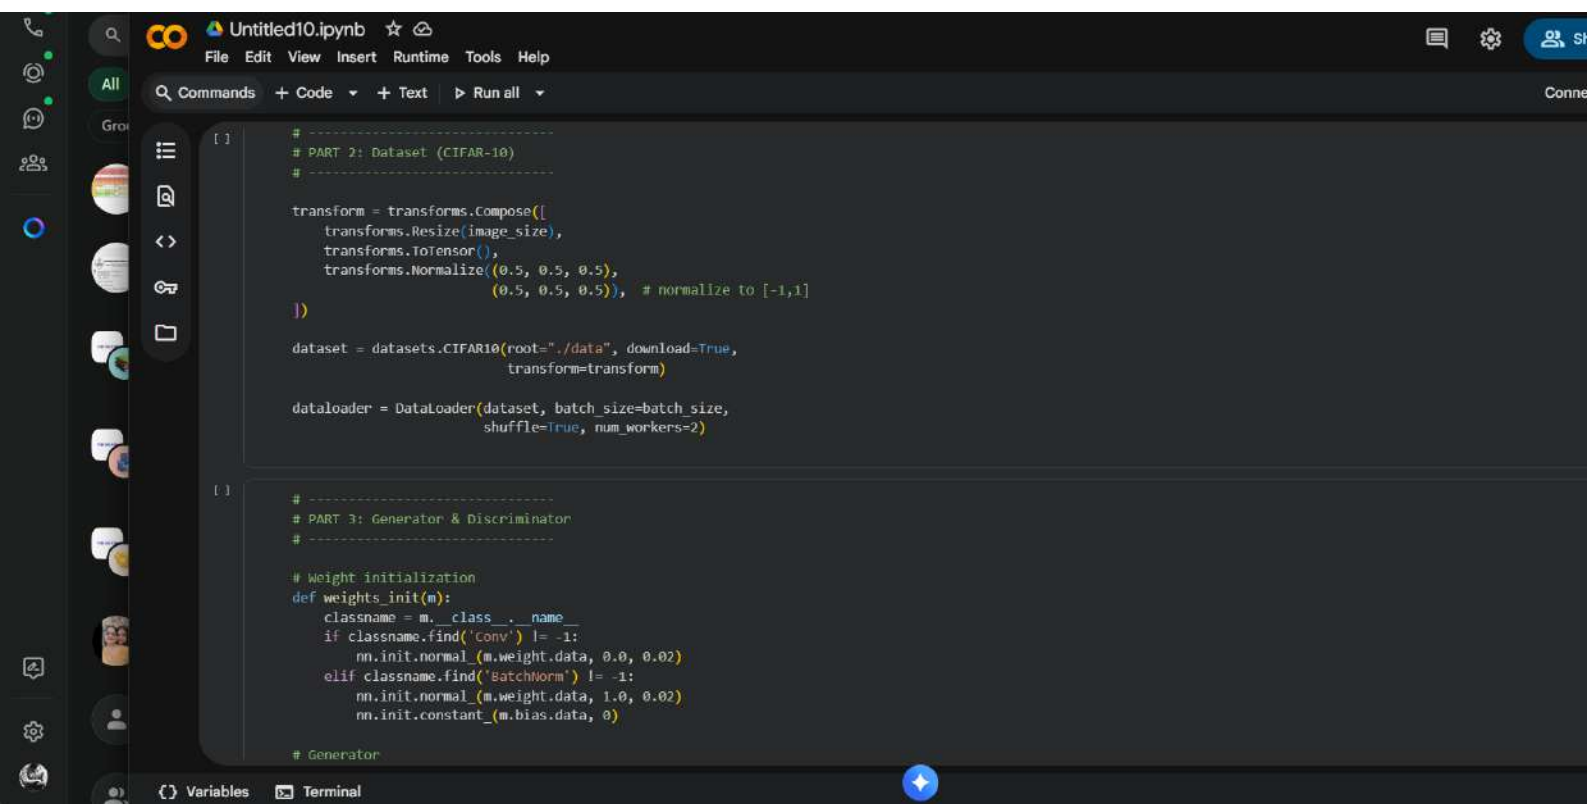 Untitled10.ipynb
File Edit View Insert Runtime Tools Help
Commands + Code + Text Run all
Conne
All
[ ]
# -------------------------------
# PART 2: Dataset (CIFAR-10)
# -------------------------------
transform = transforms.Compose([
    transforms.Resize(image_size),
    transforms.ToTensor(),
    transforms.Normalize((0.5, 0.5, 0.5),
                         (0.5, 0.5, 0.5)),  # normalize to [-1,1]
])
dataset = datasets.CIFAR10(root="./data", download=True,
                           transform=transform)
dataloader = DataLoader(dataset, batch_size=batch_size,
                        shuffle=True, num_workers=2)
[ ]
# -------------------------------
# PART 3: Generator & Discriminator
# -------------------------------
# Weight initialization
def weights_init(m):
    classname = m.__class__.__name__
    if classname.find('Conv') != -1:
        nn.init.normal_(m.weight.data, 0.0, 0.02)
    elif classname.find('BatchNorm') != -1:
        nn.init.normal_(m.weight.data, 1.0, 0.02)
        nn.init.constant_(m.bias.data, 0)
# Generator
{} Variables Terminal